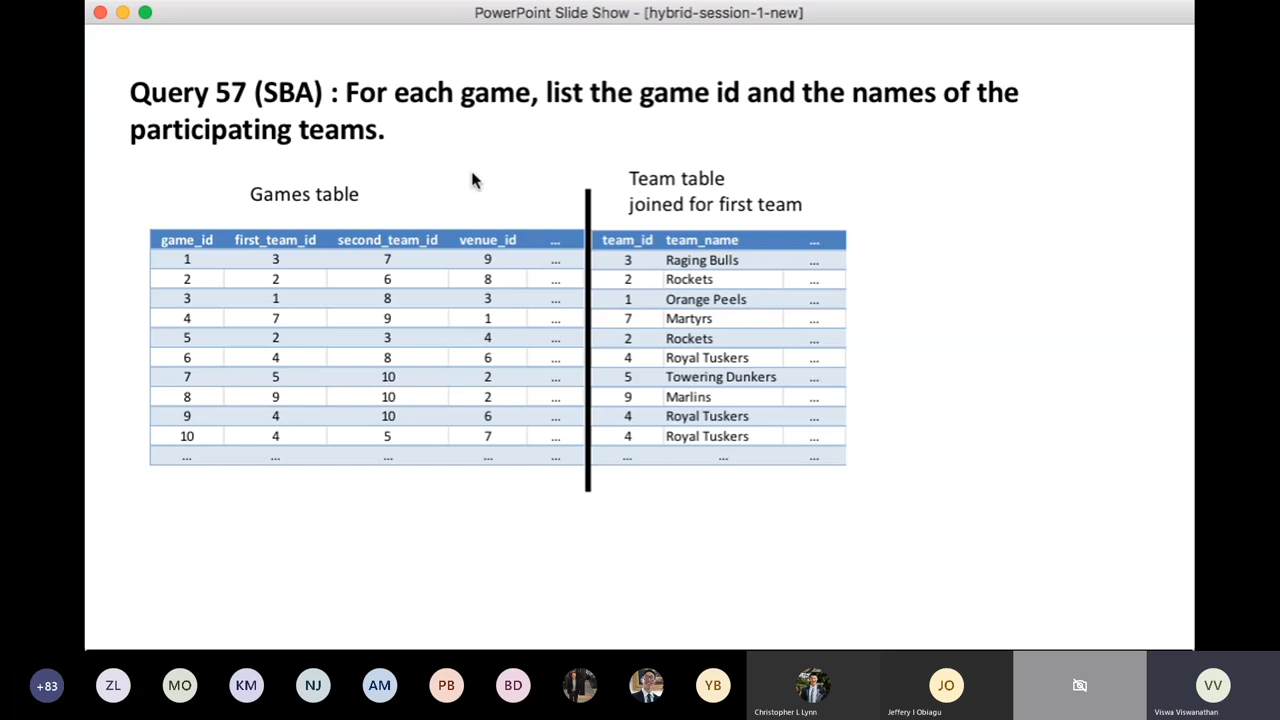 PowerPoint Slide Show - [hybrid-session-1-new]
Query 57 (SBA) : For each game, list the game id and the names of the
participating teams.
Games table
Team table
joined for first team
game_id first_team_id second_team_id venue_id ... team_id team_name ...
1 3 7 9 ... 3 Raging Bulls ...
2 2 6 8 ... 2 Rockets ...
3 1 8 3 ... 1 Orange Peels ...
4 7 9 1 ... 7 Martyrs ...
5 2 3 4 ... 2 Rockets ...
6 4 8 6 ... 4 Royal Tuskers ...
7 5 10 2 ... 5 Towering Dunkers ...
8 9 10 2 ... 9 Marlins ...
9 4 10 6 ... 4 Royal Tuskers ...
10 4 5 7 ... 4 Royal Tuskers ...
... ... ... ... ... ... ... ...
+83 ZL MO KM NJ AM PB BD YB JO VV
Christopher L Lynn Jeffery I Obiagu Viswa Viswanathan